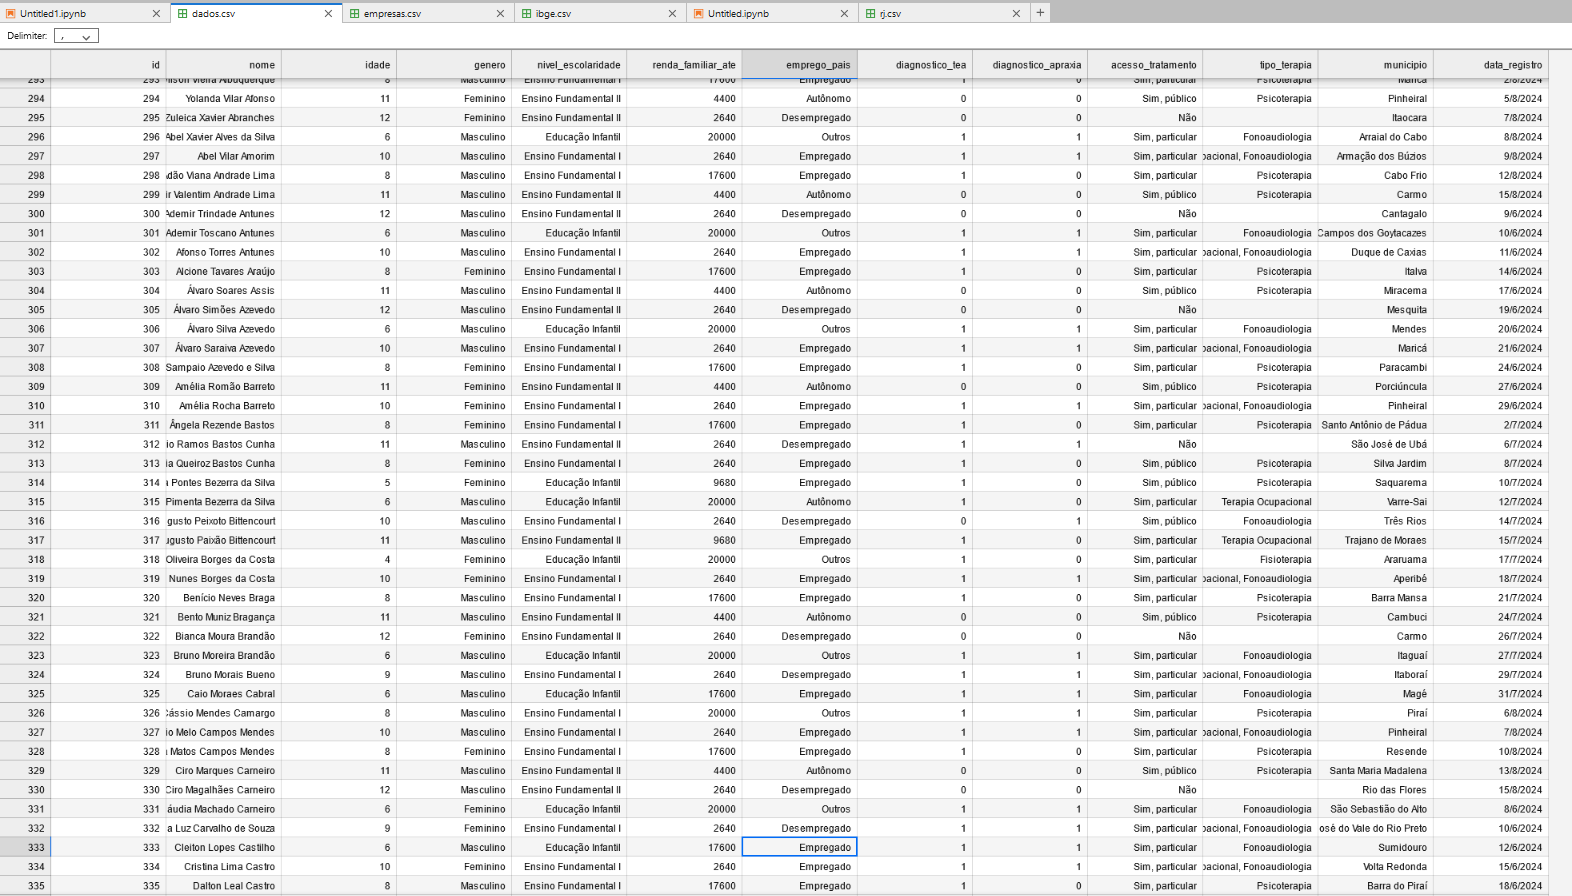 Untitled1.ipynb dados.csv empresas.csv ibge.csv Untitled.ipynb rj.csv
Delimiter: ,
id nome idade genero nivel_escolaridade renda_familiar_ate emprego_pais diagnostico_tea diagnostico_apraxia acesso_tratamento tipo_terapia municipio data_registro
293 293 Vieira Albuquerque 8 Masculino Ensino Fundamental I 17600 Empregado 1 0 Sim, particular Psicoterapia Maricá 2/8/2024
294 294 Yolanda Vilar Afonso 11 Feminino Ensino Fundamental II 4400 Autônomo 0 0 Sim, público Psicoterapia Pinheiral 5/8/2024
295 295 Zuleica Xavier Abranches 12 Feminino Ensino Fundamental II 2640 Desempregado 0 0 Não Itaocara 7/8/2024
296 296 Abel Xavier Alves da Silva 6 Masculino Educação Infantil 20000 Outros 1 1 Sim, particular Fonoaudiologia Arraial do Cabo 8/8/2024
297 297 Abel Vilar Amorim 10 Masculino Ensino Fundamental I 2640 Empregado 1 1 Sim, particular pacional, Fonoaudiologia Armação dos Búzios 9/8/2024
298 298 Adão Viana Andrade Lima 8 Masculino Ensino Fundamental I 17600 Empregado 1 0 Sim, particular Psicoterapia Cabo Frio 12/8/2024
299 299 ir Valentim Andrade Lima 11 Masculino Ensino Fundamental II 4400 Autônomo 0 0 Sim, público Psicoterapia Carmo 15/8/2024
300 300 Ademir Trindade Antunes 12 Masculino Ensino Fundamental II 2640 Desempregado 0 0 Não Cantagalo 9/6/2024
301 301 Ademir Toscano Antunes 6 Masculino Educação Infantil 20000 Outros 1 1 Sim, particular Fonoaudiologia Campos dos Goytacazes 10/6/2024
302 302 Afonso Torres Antunes 10 Masculino Ensino Fundamental I 2640 Empregado 1 1 Sim, particular pacional, Fonoaudiologia Duque de Caxias 11/6/2024
303 303 Alcione Tavares Araújo 8 Feminino Ensino Fundamental I 17600 Empregado 1 0 Sim, particular Psicoterapia Italva 14/6/2024
304 304 Álvaro Soares Assis 11 Masculino Ensino Fundamental II 4400 Autônomo 0 0 Sim, público Psicoterapia Miracema 17/6/2024
305 305 Álvaro Simões Azevedo 12 Masculino Ensino Fundamental II 2640 Desempregado 0 0 Não Mesquita 19/6/2024
306 306 Álvaro Silva Azevedo 6 Masculino Educação Infantil 20000 Outros 1 1 Sim, particular Fonoaudiologia Mendes 20/6/2024
307 307 Álvaro Saraiva Azevedo 10 Masculino Ensino Fundamental I 2640 Empregado 1 1 Sim, particular pacional, Fonoaudiologia Maricá 21/6/2024
308 308 Sampaio Azevedo e Silva 8 Feminino Ensino Fundamental I 17600 Empregado 1 0 Sim, particular Psicoterapia Paracambi 24/6/2024
309 309 Amélia Romão Barreto 11 Feminino Ensino Fundamental II 4400 Autônomo 0 0 Sim, público Psicoterapia Porciúncula 27/6/2024
310 310 Amélia Rocha Barreto 10 Feminino Ensino Fundamental I 2640 Empregado 1 1 Sim, particular pacional, Fonoaudiologia Pinheiral 29/6/2024
311 311 Ângela Rezende Bastos 8 Feminino Ensino Fundamental I 17600 Empregado 1 0 Sim, particular Psicoterapia Santo Antônio de Pádua 2/7/2024
312 312 io Ramos Bastos Cunha 11 Masculino Ensino Fundamental II 2640 Desempregado 1 1 Não São José de Ubá 6/7/2024
313 313 ia Queiroz Bastos Cunha 8 Feminino Ensino Fundamental I 2640 Empregado 1 0 Sim, público Psicoterapia Silva Jardim 8/7/2024
314 314 a Pontes Bezerra da Silva 5 Feminino Educação Infantil 9680 Empregado 1 0 Sim, público Psicoterapia Saquarema 10/7/2024
315 315 Pimenta Bezerra da Silva 6 Masculino Educação Infantil 20000 Autônomo 1 0 Sim, particular Terapia Ocupacional Varre-Sai 12/7/2024
316 316 gusto Peixoto Bittencourt 10 Masculino Ensino Fundamental I 2640 Desempregado 0 1 Sim, público Fonoaudiologia Três Rios 14/7/2024
317 317 ugusto Paixão Bittencourt 11 Masculino Ensino Fundamental II 9680 Empregado 1 0 Sim, particular Terapia Ocupacional Trajano de Moraes 15/7/2024
318 318 Oliveira Borges da Costa 4 Feminino Educação Infantil 20000 Outros 1 0 Sim, particular Fisioterapia Araruama 17/7/2024
319 319 Nunes Borges da Costa 10 Feminino Ensino Fundamental I 2640 Empregado 1 1 Sim, particular pacional, Fonoaudiologia Aperibé 18/7/2024
320 320 Benício Neves Braga 8 Masculino Ensino Fundamental I 17600 Empregado 1 0 Sim, particular Psicoterapia Barra Mansa 21/7/2024
321 321 Bento Muniz Bragança 11 Masculino Ensino Fundamental II 4400 Autônomo 0 0 Sim, público Psicoterapia Cambuci 24/7/2024
322 322 Bianca Moura Brandão 12 Feminino Ensino Fundamental II 2640 Desempregado 0 0 Não Carmo 26/7/2024
323 323 Bruno Moreira Brandão 6 Masculino Educação Infantil 20000 Outros 1 1 Sim, particular Fonoaudiologia Itaguaí 27/7/2024
324 324 Bruno Morais Bueno 9 Masculino Ensino Fundamental I 2640 Desempregado 1 1 Sim, particular pacional, Fonoaudiologia Itaboraí 29/7/2024
325 325 Caio Moraes Cabral 6 Masculino Educação Infantil 17600 Empregado 1 1 Sim, particular Fonoaudiologia Magé 31/7/2024
326 326 Cássio Mendes Camargo 8 Masculino Ensino Fundamental I 20000 Outros 1 1 Sim, particular Psicoterapia Piraí 6/8/2024
327 327 io Melo Campos Mendes 10 Masculino Ensino Fundamental I 2640 Empregado 1 1 Sim, particular pacional, Fonoaudiologia Pinheiral 7/8/2024
328 328 a Matos Campos Mendes 8 Feminino Ensino Fundamental I 17600 Empregado 1 0 Sim, particular Psicoterapia Resende 10/8/2024
329 329 Ciro Marques Carneiro 11 Masculino Ensino Fundamental II 4400 Autônomo 0 0 Sim, público Psicoterapia Santa Maria Madalena 13/8/2024
330 330 Ciro Magalhães Carneiro 12 Masculino Ensino Fundamental II 2640 Desempregado 0 0 Não Rio das Flores 15/8/2024
331 331 áudia Machado Carneiro 6 Feminino Educação Infantil 20000 Outros 1 1 Sim, particular Fonoaudiologia São Sebastião do Alto 8/6/2024
332 332 a Luz Carvalho de Souza 9 Feminino Ensino Fundamental I 2640 Desempregado 1 1 Sim, particular pacional, Fonoaudiologia osé do Vale do Rio Preto 10/6/2024
333 333 Cleiton Lopes Castilho 6 Masculino Educação Infantil 17600 Empregado 1 1 Sim, particular Fonoaudiologia Sumidouro 12/6/2024
334 334 Cristina Lima Castro 10 Feminino Ensino Fundamental I 2640 Empregado 1 1 Sim, particular pacional, Fonoaudiologia Volta Redonda 15/6/2024
335 335 Dalton Leal Castro 8 Masculino Ensino Fundamental I 17600 Empregado 1 0 Sim, particular Psicoterapia Barra do Piraí 18/6/2024